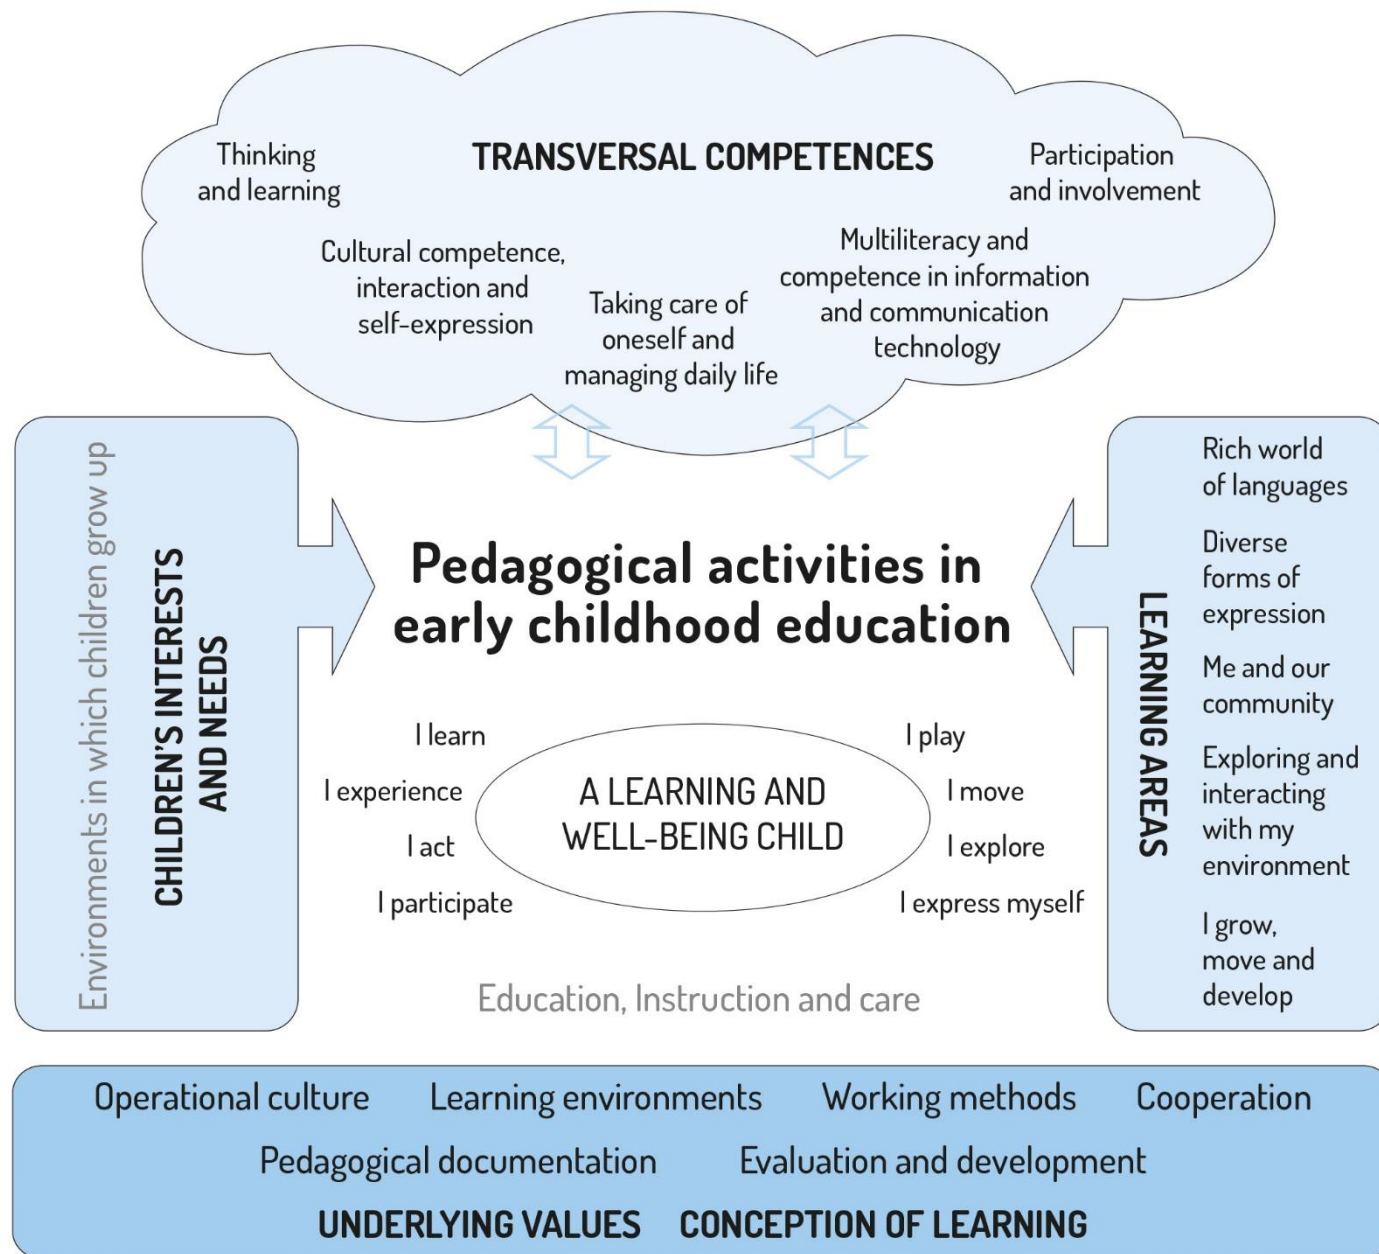 TRANSVERSAL COMPETENCES
Thinking
and learning
Cultural competence,
interaction and
self-expression
Taking care of
oneself and
managing daily life
Multiliteracy and
competence in information
and communication
technology
Participation
and involvement
Environments in which children grow up
CHILDREN'S INTERESTS
AND NEEDS
Pedagogical activities in
early childhood education
I learn
I experience
I act
I participate
A LEARNING AND
WELL-BEING CHILD
I play
I move
I explore
I express myself
Education, Instruction and care
LEARNING AREAS
Rich world
of languages
Diverse
forms of
expression
Me and our
community
Exploring and
interacting
with my
environment
I grow,
move and
develop
Operational culture Learning environments Working methods Cooperation
Pedagogical documentation Evaluation and development
UNDERLYING VALUES CONCEPTION OF LEARNING